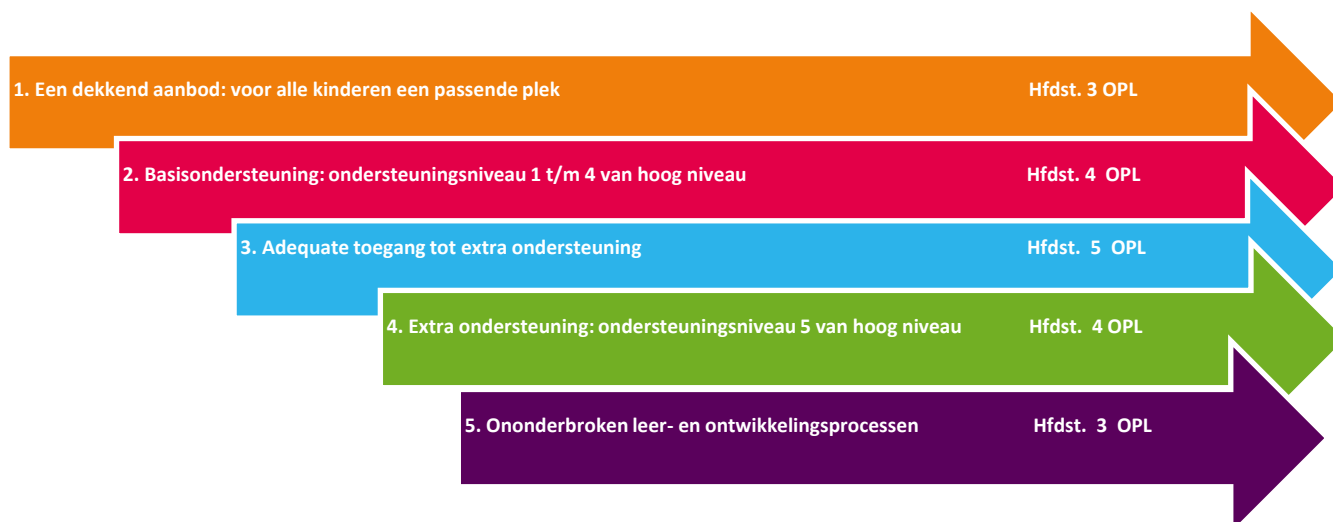 1. Een dekkend aanbod: voor alle kinderen een passende plek Hfdst. 3 OPL
2. Basisondersteuning: ondersteuningsniveau 1 t/m 4 van hoog niveau Hfdst. 4 OPL
3. Adequate toegang tot extra ondersteuning Hfdst. 5 OPL
4. Extra ondersteuning: ondersteuningsniveau 5 van hoog niveau Hfdst. 4 OPL
5. Ononderbroken leer- en ontwikkelingsprocessen Hfdst. 3 OPL